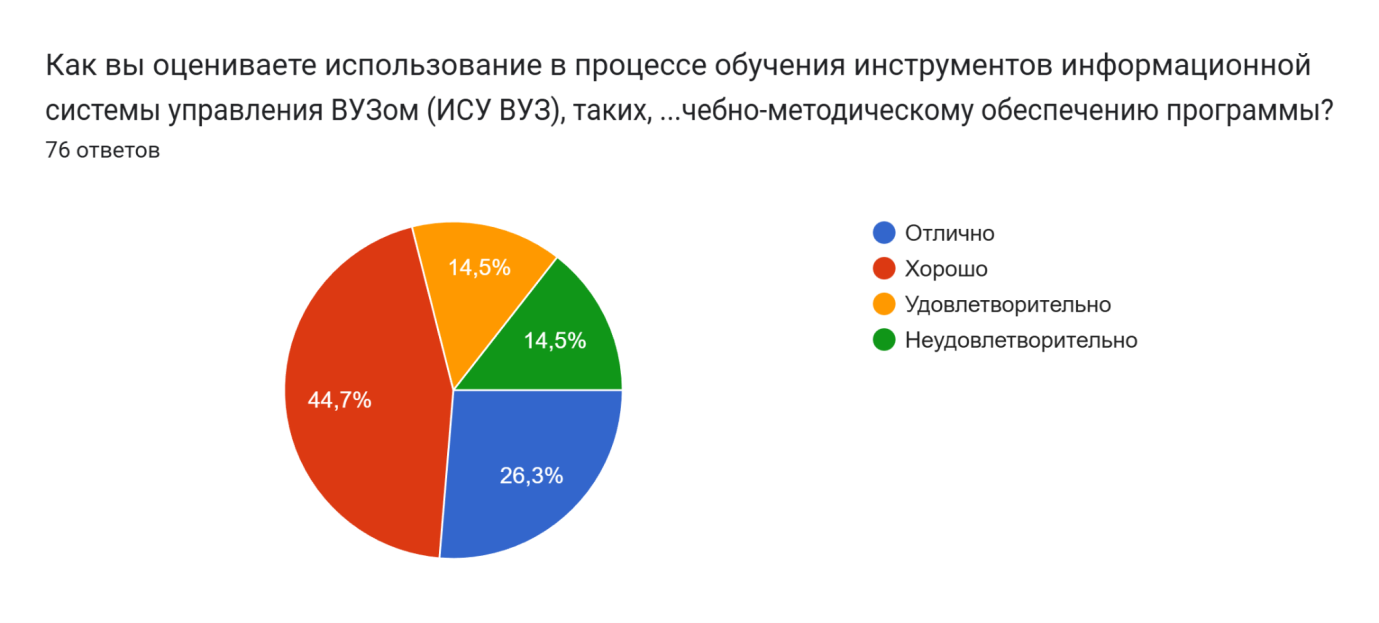 Как вы оцениваете использование в процессе обучения инструментов информационной
системы управления ВУЗом (ИСУ ВУЗ), таких, ...чебно-методическому обеспечению программы?
76 ответов
Отлично
Хорошо
Удовлетворительно
Неудовлетворительно
14,5%
14,5%
44,7%
26,3%